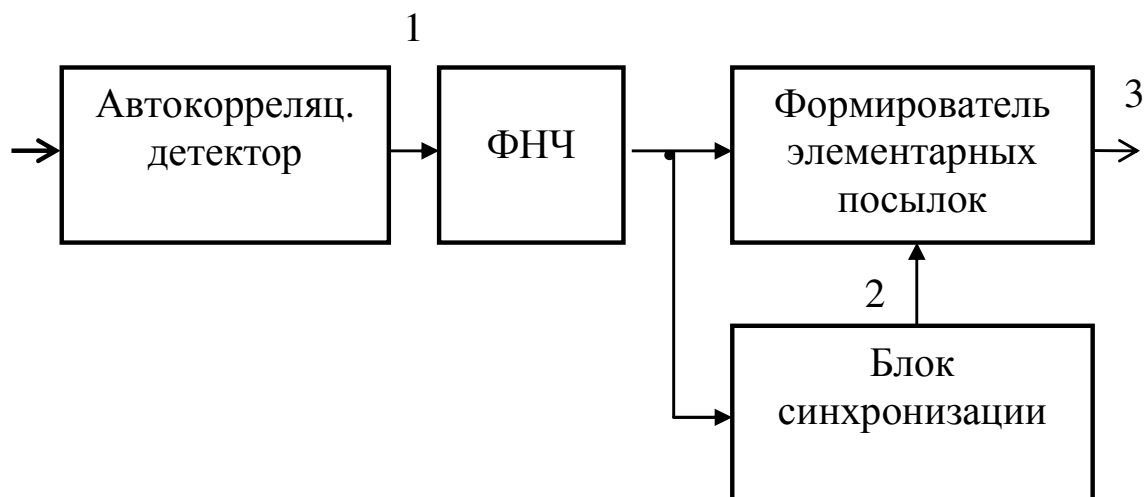 1
Автокорреляц.
детектор
ФНЧ
Формирователь
элементарных
посылок
3
2
Блок
синхронизации